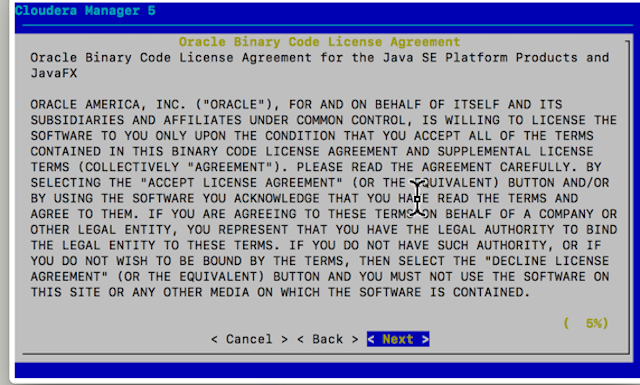 Cloudera Manager 5
Oracle Binary Code License Agreement
Oracle Binary Code License Agreement for the Java SE Platform Products and
JavaFX
ORACLE AMERICA, INC. ("ORACLE"), FOR AND ON BEHALF OF ITSELF AND ITS
SUBSIDIARIES AND AFFILIATES UNDER COMMON CONTROL, IS WILLING TO LICENSE THE
SOFTWARE TO YOU ONLY UPON THE CONDITION THAT YOU ACCEPT ALL OF THE TERMS
CONTAINED IN THIS BINARY CODE LICENSE AGREEMENT AND SUPPLEMENTAL LICENSE
TERMS (COLLECTIVELY "AGREEMENT"). PLEASE READ THE AGREEMENT CAREFULLY. BY
SELECTING THE "ACCEPT LICENSE AGREEMENT" (OR THE EQUIVALENT) BUTTON AND/OR
BY USING THE SOFTWARE YOU ACKNOWLEDGE THAT YOU HAVE READ THE TERMS AND
AGREE TO THEM. IF YOU ARE AGREEING TO THESE TERMS ON BEHALF OF A COMPANY OR
OTHER LEGAL ENTITY, YOU REPRESENT THAT YOU HAVE THE LEGAL AUTHORITY TO BIND
THE LEGAL ENTITY TO THESE TERMS. IF YOU DO NOT HAVE SUCH AUTHORITY, OR IF
YOU DO NOT WISH TO BE BOUND BY THE TERMS, THEN SELECT THE "DECLINE LICENSE
AGREEMENT" (OR THE EQUIVALENT) BUTTON AND YOU MUST NOT USE THE SOFTWARE ON
THIS SITE OR ANY OTHER MEDIA ON WHICH THE SOFTWARE IS CONTAINED.
( 5%)
< Cancel > < Back > < Next >